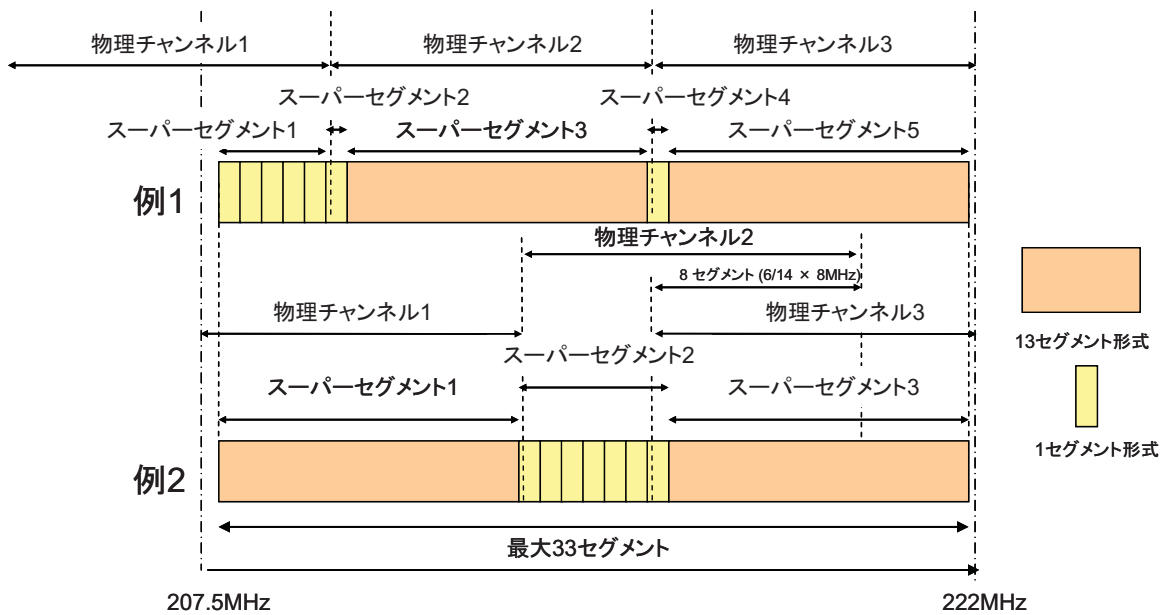 物理チャンネル1
物理チャンネル2
物理チャンネル3
スーパーセグメント2
スーパーセグメント4
スーパーセグメント1
スーパーセグメント3
スーパーセグメント5
例1
物理チャンネル2
8 セグメント (6/14 × 8MHz)
物理チャンネル1
物理チャンネル3
13セグメント形式
スーパーセグメント2
スーパーセグメント1
スーパーセグメント3
1セグメント形式
例2
最大33セグメント
207.5MHz
222MHz